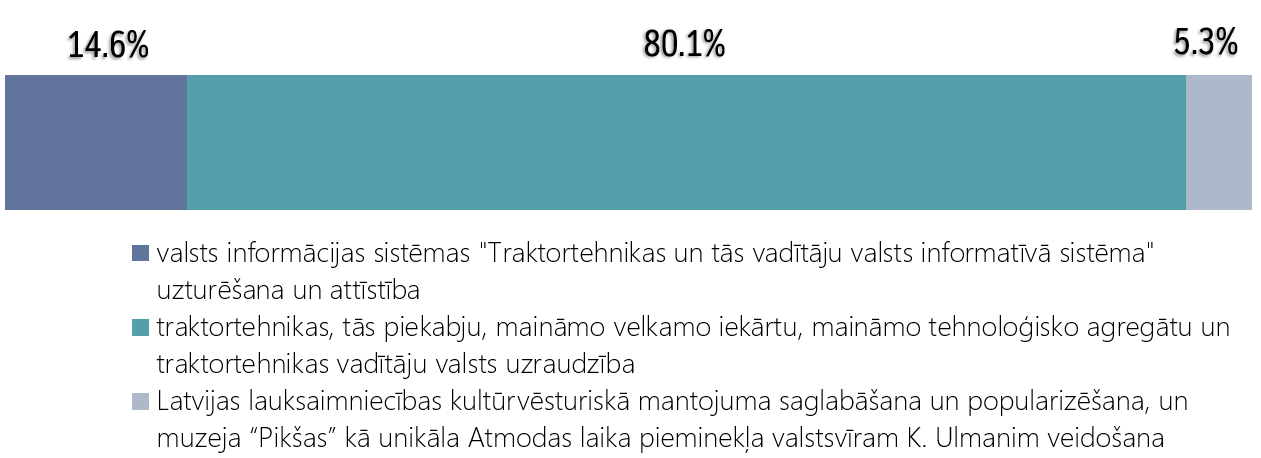 14.6% 80.1% 5.3%
valsts informācijas sistēmas "Traktortehnikas un tās vadītāju valsts informatīvā sistēma"
uzturēšana un attīstība
traktortehnikas, tās piekabju, maināmo velkamo iekārtu, maināmo tehnoloģisko agregātu un
traktortehnikas vadītāju valsts uzraudzība
Latvijas lauksaimniecības kultūrvēsturiskā mantojuma saglabāšana un popularizēšana, un
muzeja “Pikšas” kā unikāla Atmodas laika pieminekļa valstsvīram K. Ulmanim veidošana